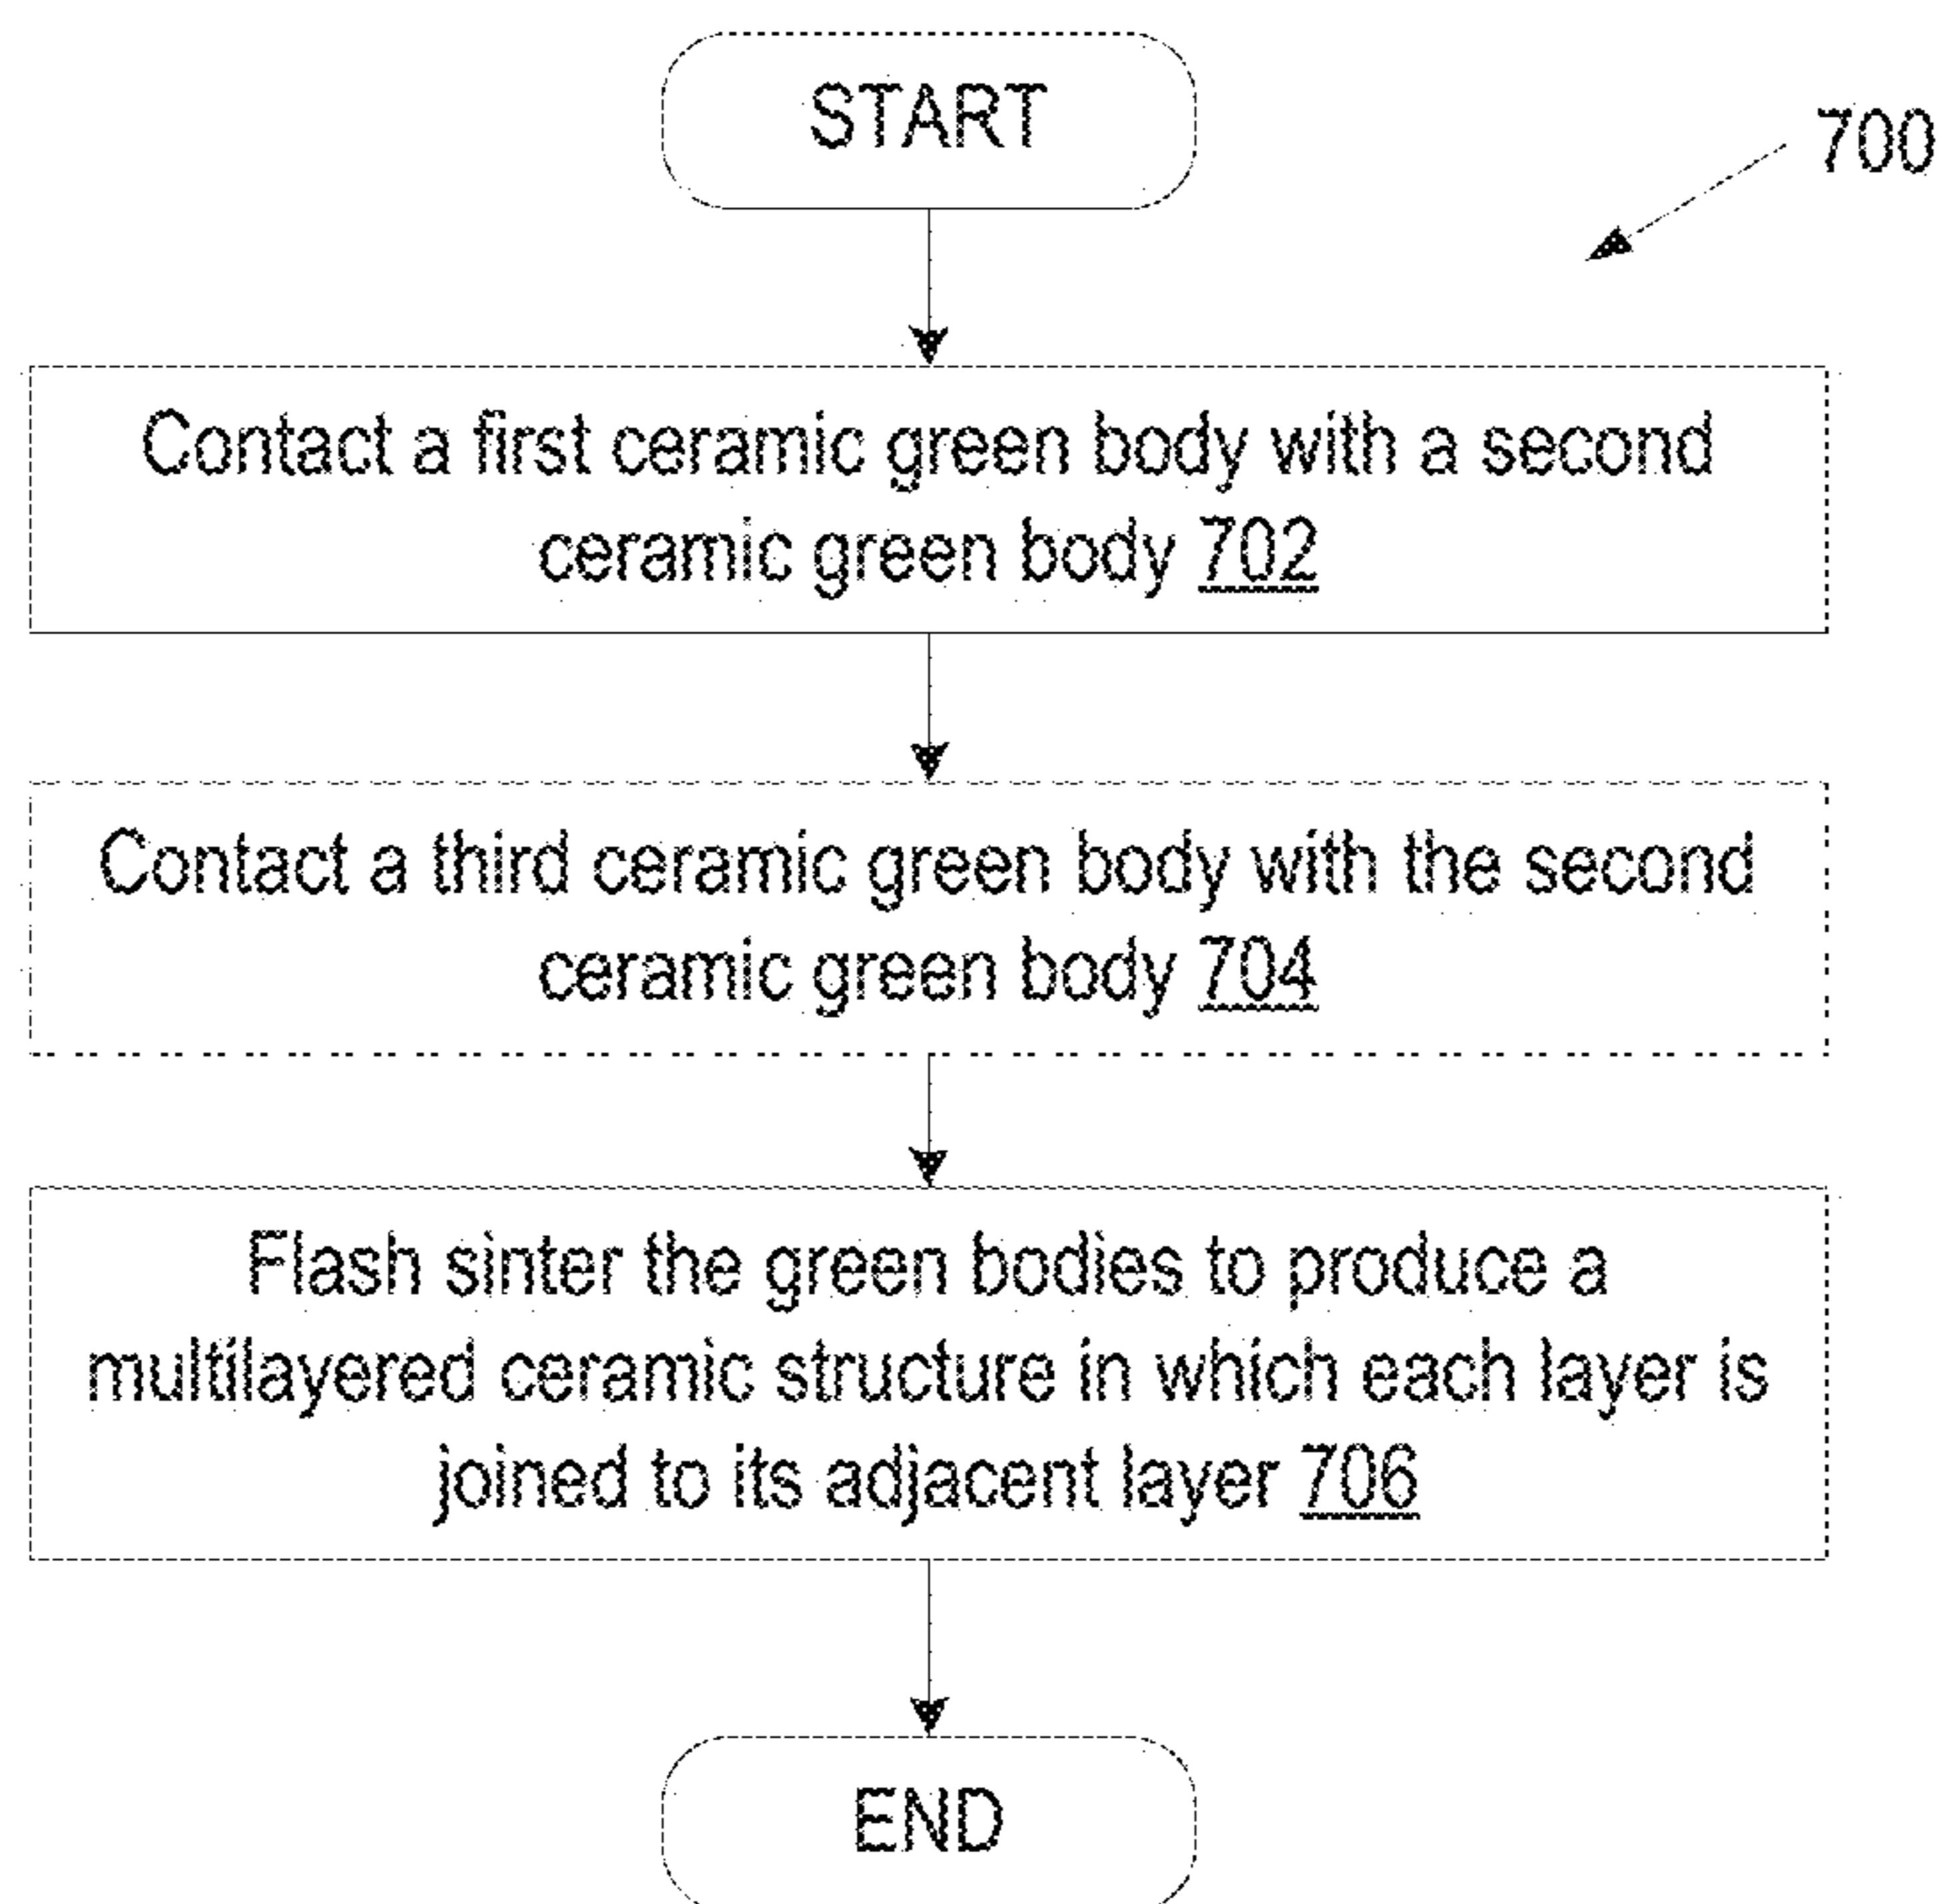 START
700
Contact a first ceramic green body with a second
ceramic green body 702
Contact a third ceramic green body with the second
ceramic green body 704
Flash sinter the green bodies to produce a
multilayered ceramic structure in which each layer is
joined to its adjacent layer 706
END